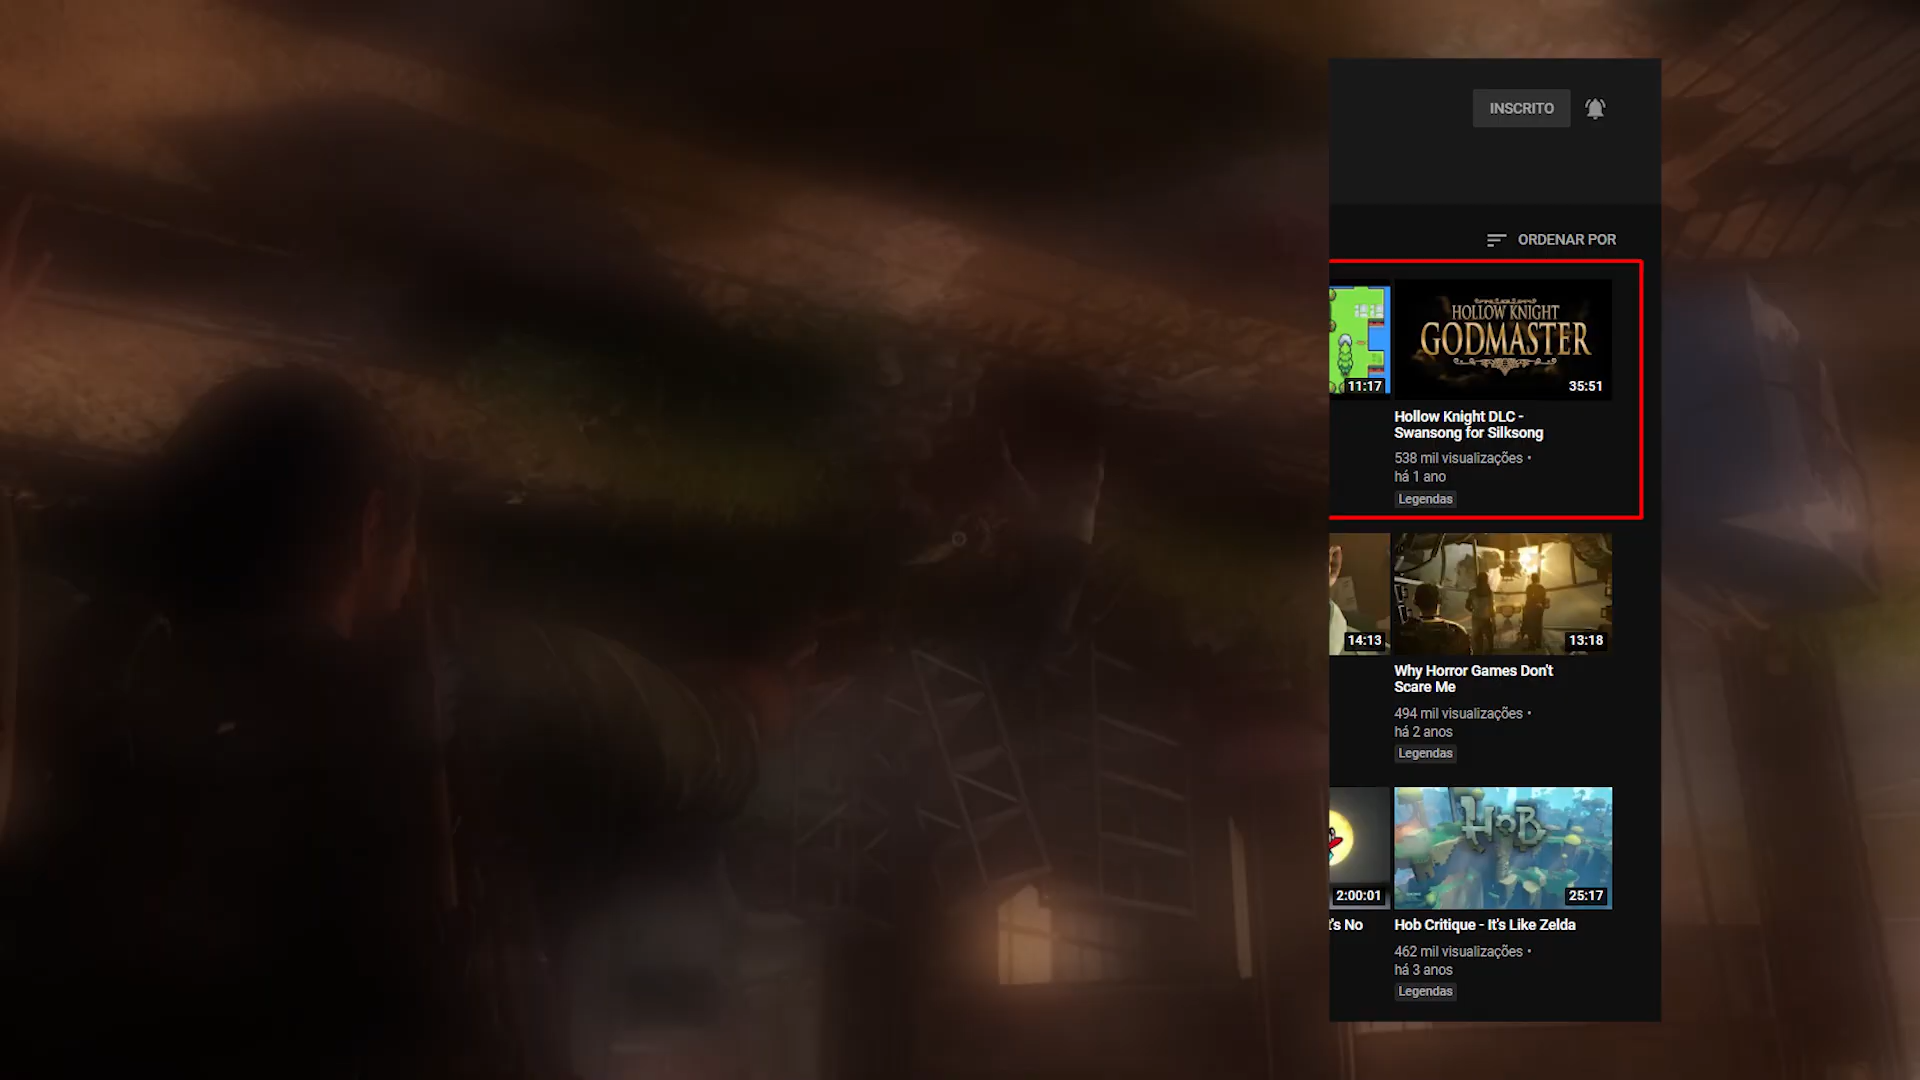 INSCRITO
ORDENAR POR
HOLLOW KNIGHT
GODMASTER
11:17
35:51
Hollow Knight DLC -
Swansong for Silksong
538 mil visualizações •
há 1 ano
Legendas
14:13
13:18
Why Horror Games Don't
Scare Me
494 mil visualizações •
há 2 anos
Legendas
HOB
2:00:01
25:17
's No
Hob Critique - It's Like Zelda
462 mil visualizações •
há 3 anos
Legendas